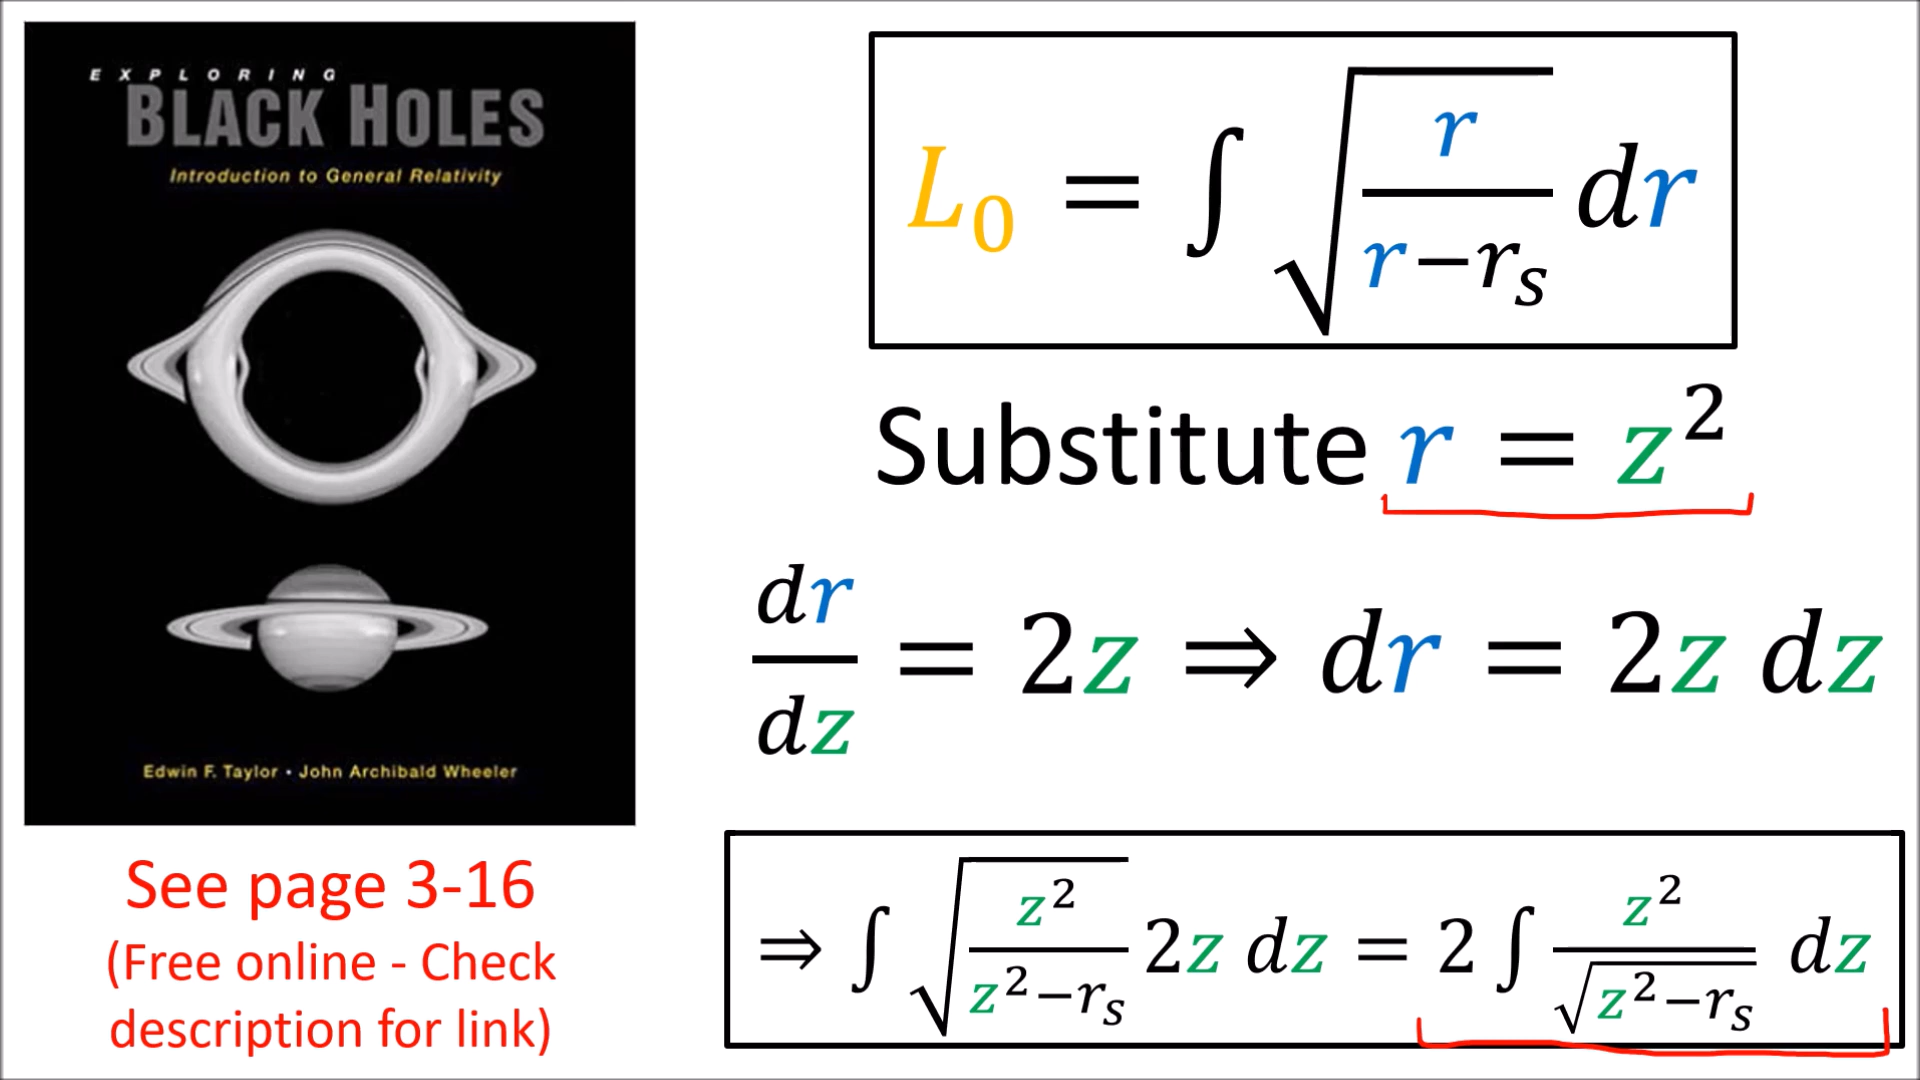 EXPLORING
BLACK HOLES
Introduction to General Relativity
Edwin F. Taylor • John Archibald Wheeler
See page 3-16
(Free online - Check
description for link)
L₀ = ∫ √(r/(r−rₛ)) dr
Substitute r = z²
dr/dz = 2z ⇒ dr = 2z dz
⇒ ∫ √(z²/(z²−rₛ)) 2z dz = 2 ∫ z²/√(z²−rₛ) dz